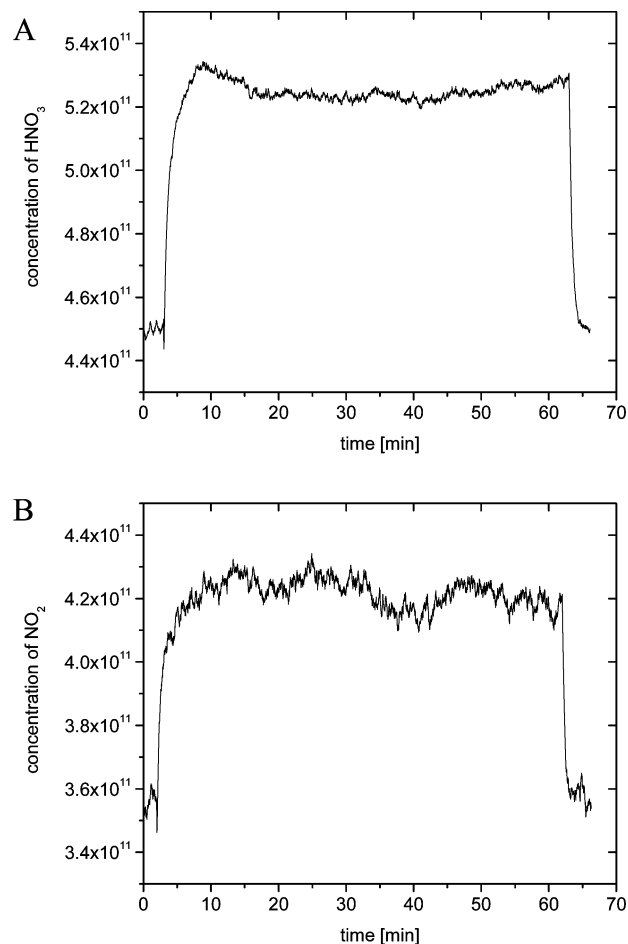 A
5.4x10¹¹
5.2x10¹¹
5.0x10¹¹
4.8x10¹¹
4.6x10¹¹
4.4x10¹¹
concentration of HNO₃
0 10 20 30 40 50 60 70
time [min]
B
4.4x10¹¹
4.2x10¹¹
4.0x10¹¹
3.8x10¹¹
3.6x10¹¹
3.4x10¹¹
concentration of NO₂
0 10 20 30 40 50 60 70
time [min]